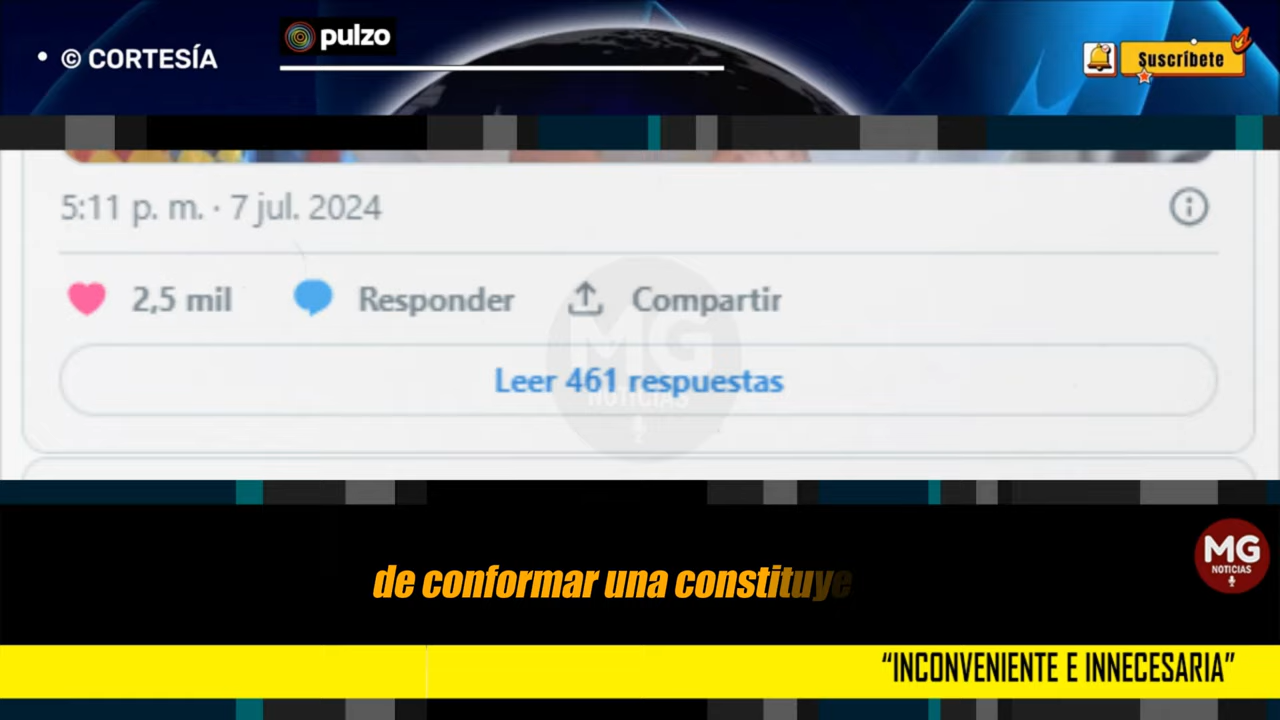 • © CORTESÍA
pulzo
Suscríbete
5:11 p. m. · 7 jul. 2024
2,5 mil Responder Compartir
Leer 461 respuestas
MG
NOTICIAS
de conformar una constituye
MG
NOTICIAS
“INCONVENIENTE E INNECESARIA”